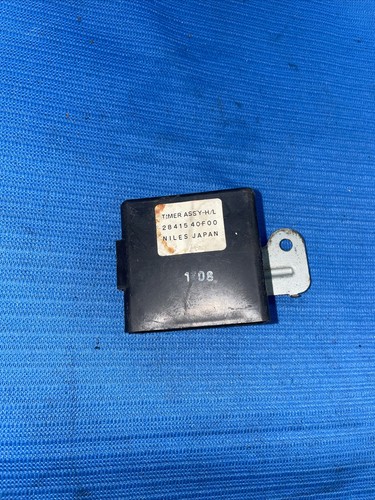 TIMER ASSY-H/L
28415 40F00
NILES JAPAN
1 08